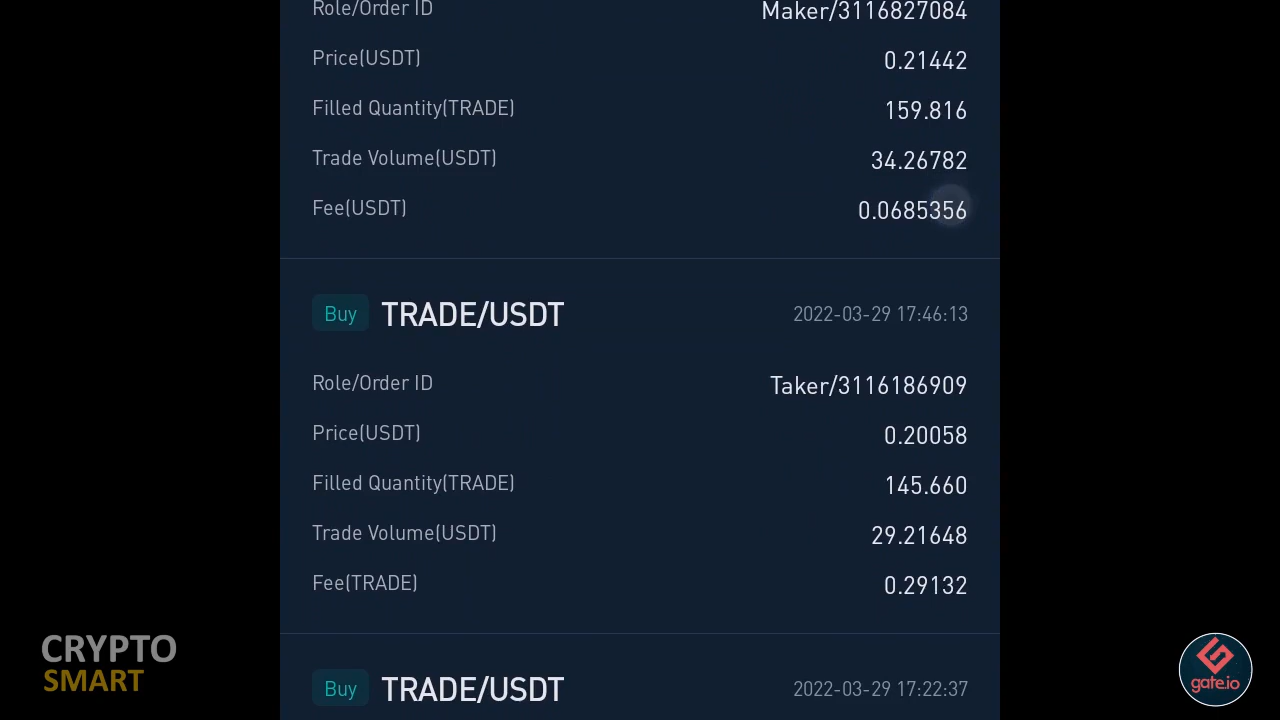 Role/Order ID Maker/3116827084
Price(USDT) 0.21442
Filled Quantity(TRADE) 159.816
Trade Volume(USDT) 34.26782
Fee(USDT) 0.0685356
Buy TRADE/USDT 2022-03-29 17:46:13
Role/Order ID Taker/3116186909
Price(USDT) 0.20058
Filled Quantity(TRADE) 145.660
Trade Volume(USDT) 29.21648
Fee(TRADE) 0.29132
Buy TRADE/USDT 2022-03-29 17:22:37
CRYPTO
SMART
gate.io